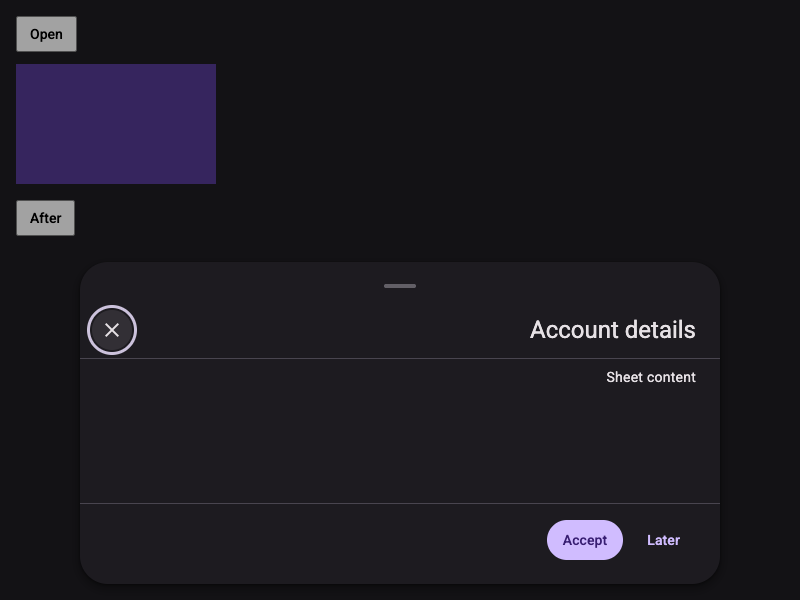 Open
After
Account details
Sheet content
Accept
Later